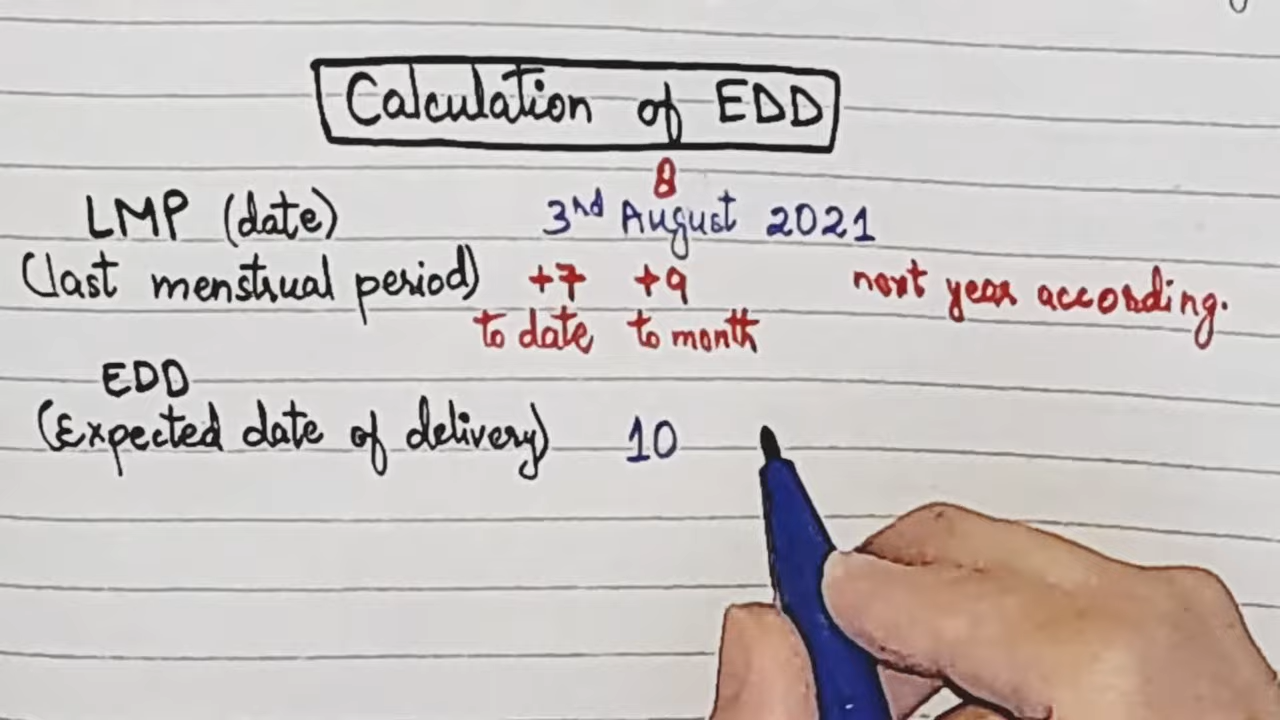 Calculation of EDD
8
LMP (date) 3rd August 2021
(last menstrual period) +7 +9 next year according.
to date to month
EDD
(Expected date of delivery) 10